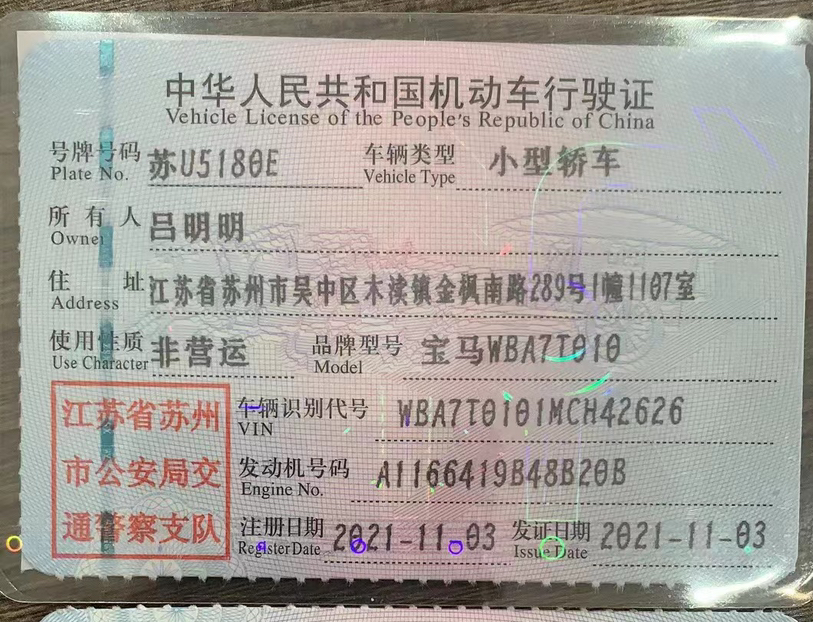 中华人民共和国机动车行驶证
Vehicle License of the People's Republic of China
号牌号码 苏U5180E 车辆类型 小型轿车
Plate No. Vehicle Type
所有人 吕明明
Owner
住址 江苏省苏州市吴中区木渎镇金枫南路289号1幢1107室
Address
使用性质 非营运 品牌型号 宝马WBA7T010
Use Character Model
江苏省苏州 车辆识别代号 WBA7T0101MCH42626
VIN
市公安局交 发动机号码 A1166419B48B20B
Engine No.
通警察支队 注册日期 2021-11-03 发证日期 2021-11-03
Register Date Issue Date